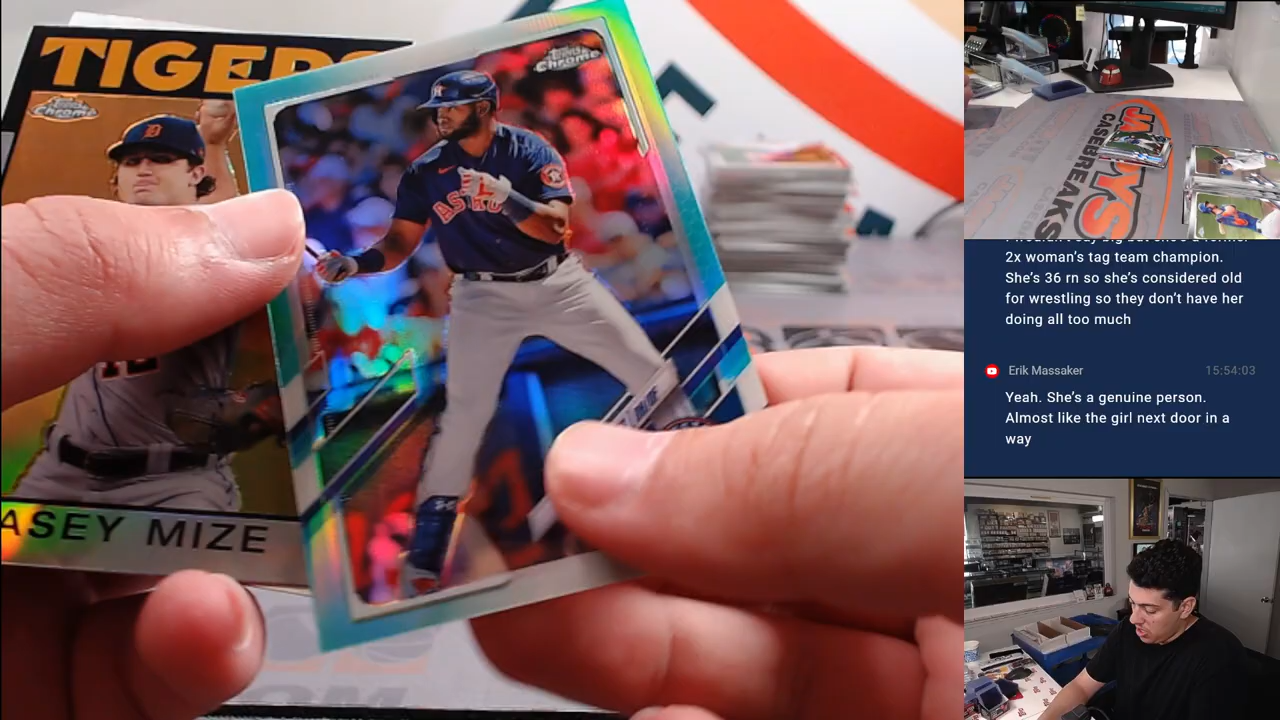 TIGERS
Topps
Chrome
D
ASEY MIZE
Topps
Chrome
ASTRO
JA
CASEBREAKS
2x woman's tag team champion.
She's 36 rn so she's considered old
for wrestling so they don't have her
doing all too much
Erik Massaker
15:54:03
Yeah. She's a genuine person.
Almost like the girl next door in a
way